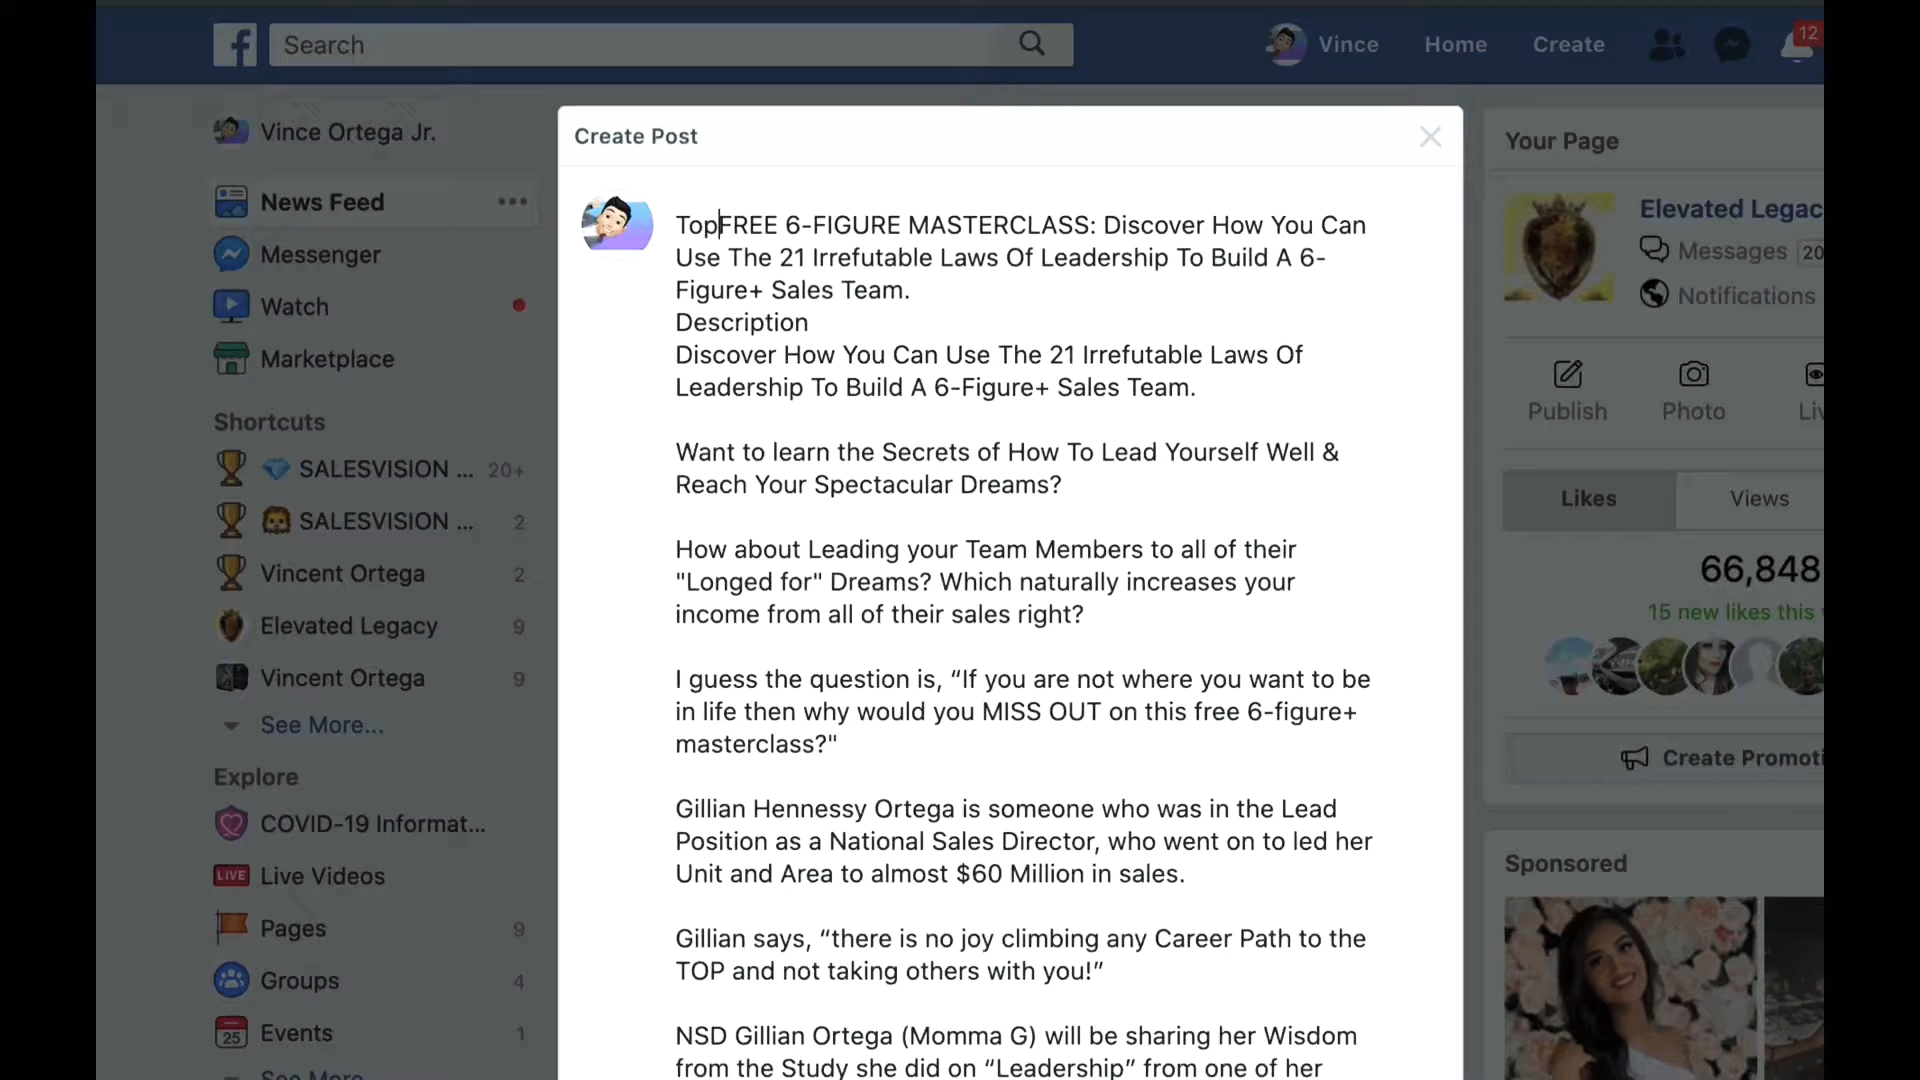 Search
Vince
Home
Create
12
Vince Ortega Jr.
News Feed
Messenger
Watch
Marketplace
Shortcuts
SALESVISION ... 20+
SALESVISION ... 2
Vincent Ortega 2
Elevated Legacy 9
Vincent Ortega 9
See More...
Explore
COVID-19 Informat...
LIVE Live Videos
Pages 9
Groups 4
25 Events 1
See More
Create Post
TopFREE 6-FIGURE MASTERCLASS: Discover How You Can
Use The 21 Irrefutable Laws Of Leadership To Build A 6-
Figure+ Sales Team.
Description
Discover How You Can Use The 21 Irrefutable Laws Of
Leadership To Build A 6-Figure+ Sales Team.
Want to learn the Secrets of How To Lead Yourself Well &
Reach Your Spectacular Dreams?
How about Leading your Team Members to all of their
"Longed for" Dreams? Which naturally increases your
income from all of their sales right?
I guess the question is, “If you are not where you want to be
in life then why would you MISS OUT on this free 6-figure+
masterclass?"
Gillian Hennessy Ortega is someone who was in the Lead
Position as a National Sales Director, who went on to led her
Unit and Area to almost $60 Million in sales.
Gillian says, “there is no joy climbing any Career Path to the
TOP and not taking others with you!”
NSD Gillian Ortega (Momma G) will be sharing her Wisdom
from the Study she did on “Leadership” from one of her
Your Page
Elevated Legac
Messages 20
Notifications
Publish
Photo
Liv
Likes
Views
66,848
15 new likes this
Create Promoti
Sponsored